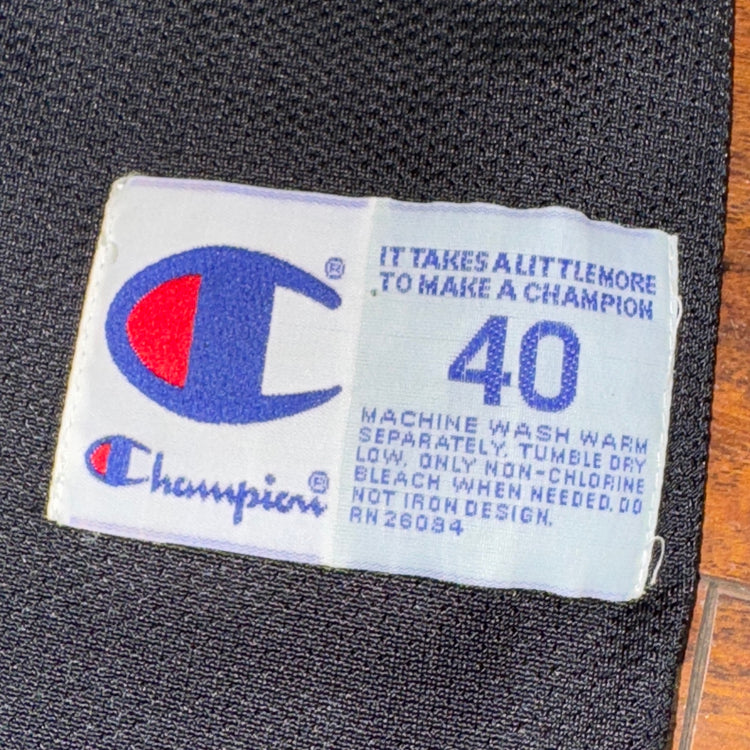 ®
Champion®
IT TAKES A LITTLE MORE
TO MAKE A CHAMPION
40
MACHINE WASH WARM
SEPARATELY, TUMBLE DRY
LOW, ONLY NON-CHLORINE
BLEACH WHEN NEEDED, DO
NOT IRON DESIGN.
RN 26084